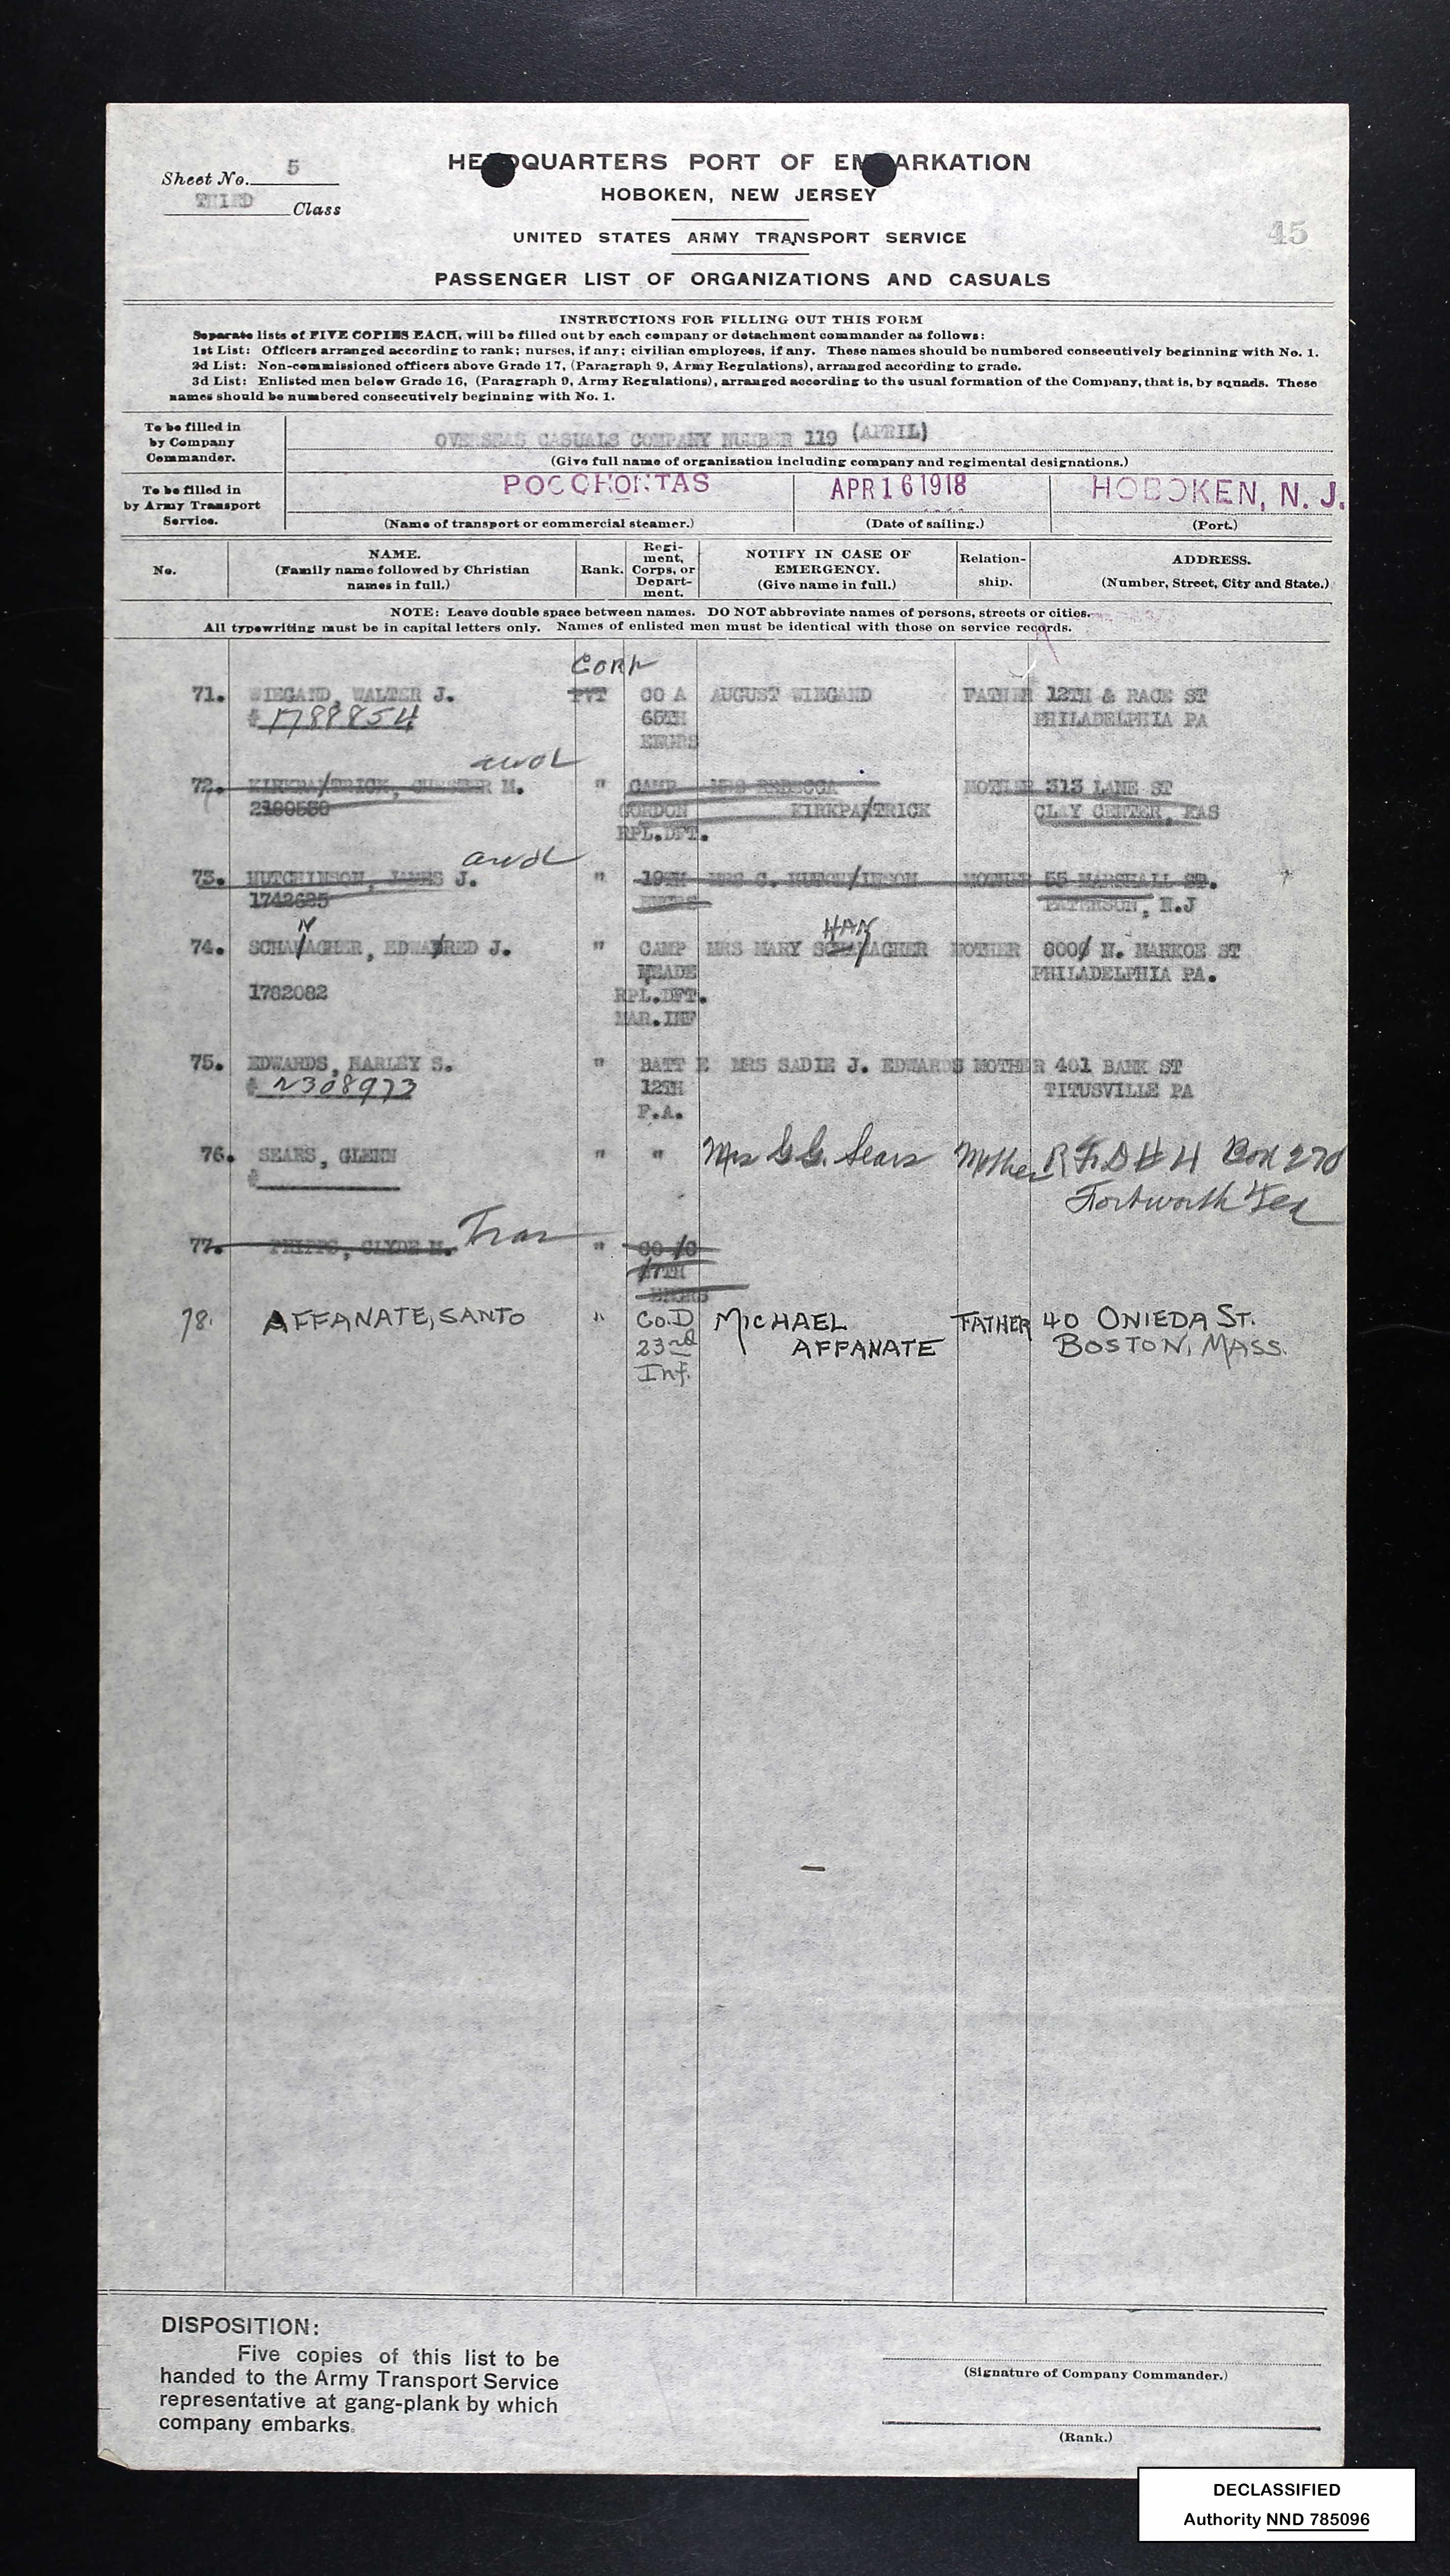 Sheet No. 5
THIRD Class
HEADQUARTERS PORT OF EMBARKATION
HOBOKEN, NEW JERSEY
UNITED STATES ARMY TRANSPORT SERVICE
45
PASSENGER LIST OF ORGANIZATIONS AND CASUALS
INSTRUCTIONS FOR FILLING OUT THIS FORM
Separate lists of FIVE COPIES EACH, will be filled out by each company or detachment commander as follows:
1st List: Officers arranged according to rank; nurses, if any; civilian employees, if any. These names should be numbered consecutively beginning with No. 1.
2d List: Non-commissioned officers above Grade 17, (Paragraph 9, Army Regulations), arranged according to grade.
3d List: Enlisted men below Grade 16, (Paragraph 9, Army Regulations), arranged according to the usual formation of the Company, that is, by squads. These
names should be numbered consecutively beginning with No. 1.
To be filled in
by Company
Commander.
OVERSEAS CASUALS COMPANY NUMBER 119 (APRIL)
(Give full name of organization including company and regimental designations.)
To be filled in
by Army Transport
Service.
POCOHONTAS APR 16 1918 HOBOKEN, N. J.
(Name of transport or commercial steamer.) (Date of sailing.) (Port.)
No. NAME. (Family name followed by Christian names in full.) Rank. Regiment, Corps, or Department. NOTIFY IN CASE OF EMERGENCY. (Give name in full.) Relationship. ADDRESS. (Number, Street, City and State.)
NOTE: Leave double space between names. DO NOT abbreviate names of persons, streets or cities.
All typewriting must be in capital letters only. Names of enlisted men must be identical with those on service records.
Corp
71. WIEGAND, WALTER J. PVT CO A AUGUST WIEGAND FATHER 12TH & RACE ST
# 1788854 65TH PHILADELPHIA PA
ENGRS
awol
72. KIRKPATRICK, CHESTER M. " CAMP MRS REBECCA MOTHER 313 LANE ST
2190550 GORDON KIRKPATRICK CLAY CENTER, KAS
RPL.DFT.
awol
73. HUTCHINSON, JAMES J. " 19TH MRS C. HUTCHINSON MOTHER 55 MARSHALL ST.
1742625 ENGRS PETERSON, N.J
N HAN
74. SCHANAGHER, EDWARD J. " CAMP MRS MARY SCHANAGHER MOTHER 800 N. MARKOE ST
MEADE PHILADELPHIA PA.
1782082 RPL.DFT.
MAR.INF
75. EDWARDS, HARLEY S. " BATT E MRS SADIE J. EDWARDS MOTHER 401 BANK ST
# 2308973 12TH TITUSVILLE PA
F.A.
76. SEARS, GLENN " " Mrs G G. Sears Mother R F D # 4 Box 270
# Fortworth Tex
77. PHIPPS, CLYDE M. Tran " CO C
27TH
ENGRS
78. AFFANATE, SANTO " Co. D MICHAEL FATHER 40 ONIEDA ST.
23rd AFFANATE BOSTON, MASS.
Inf.
DISPOSITION:
Five copies of this list to be
handed to the Army Transport Service
representative at gang-plank by which
company embarks.
(Signature of Company Commander.)
(Rank.)
DECLASSIFIED
Authority NND 785096